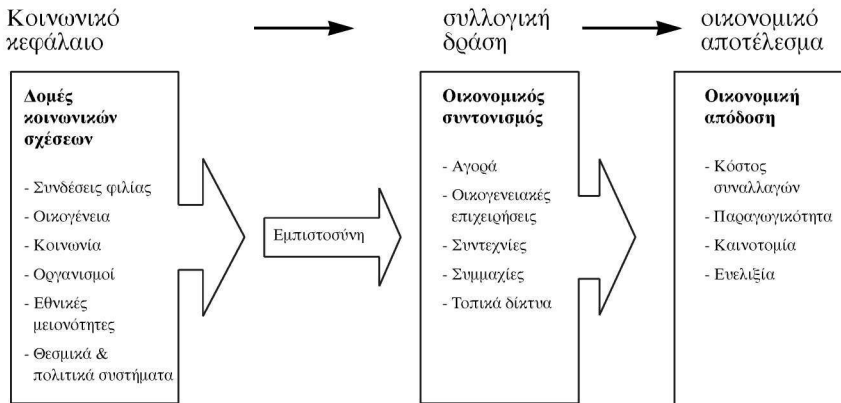 Κοινωνικό
κεφάλαιο
συλλογική
δράση
οικονομικό
αποτέλεσμα
Δομές
κοινωνικών
σχέσεων
- Συνδέσεις φιλίας
- Οικογένεια
- Κοινωνία
- Οργανισμοί
- Εθνικές
μειονότητες
- Θεσμικά &
πολιτικά συστήματα
Εμπιστοσύνη
Οικονομικός
συντονισμός
- Αγορά
- Οικογενειακές
επιχειρήσεις
- Συντεχνίες
- Συμμαχίες
- Τοπικά δίκτυα
Οικονομική
απόδοση
- Κόστος
συναλλαγών
- Παραγωγικότητα
- Καινοτομία
- Ευελιξία